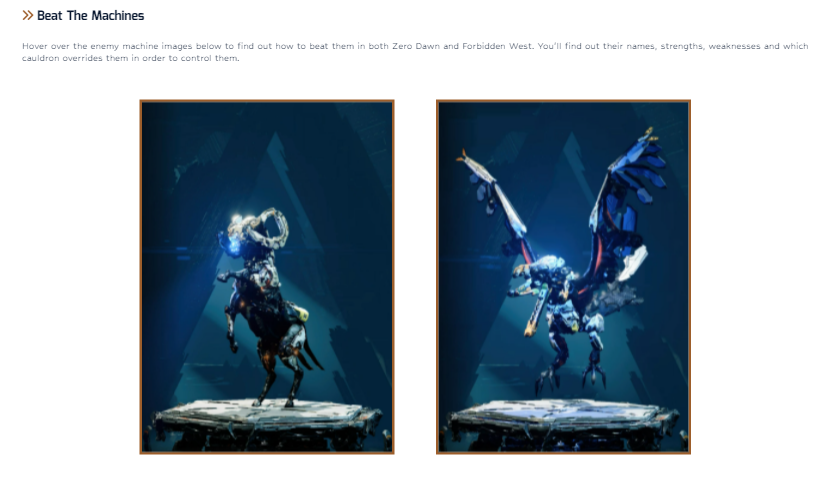 Beat The Machines
Hover over the enemy machine images below to find out how to beat them in both Zero Dawn and Forbidden West. You'll find out their names, strengths, weaknesses and which
cauldron overrides them in order to control them.